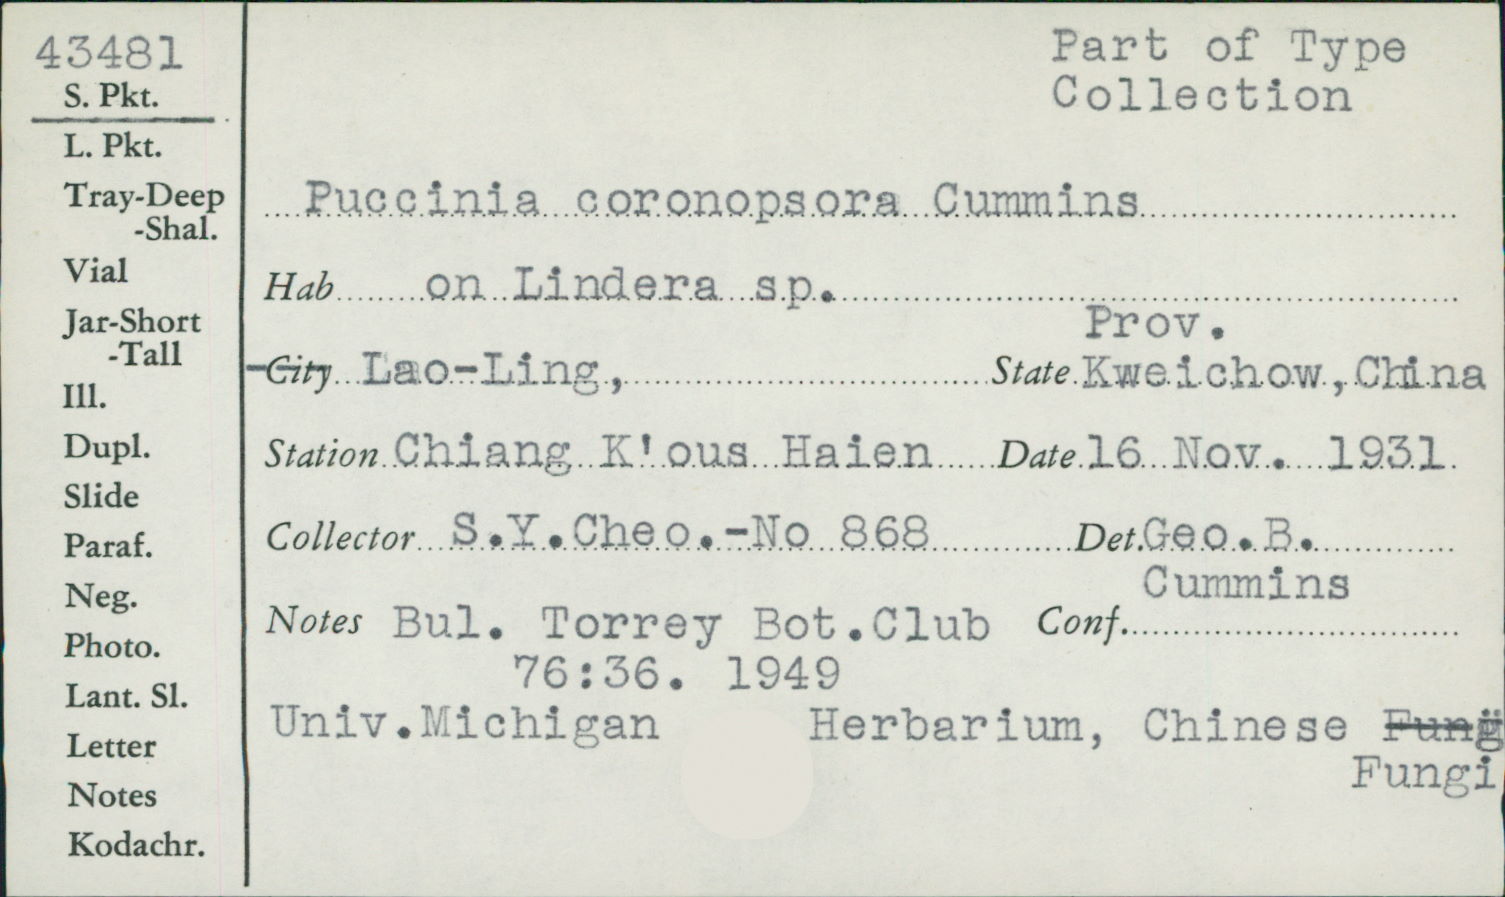 43481
Part of Type
Collection
S. Pkt.
L. Pkt.
Tray-Deep
-Shal.
Vial
Jar-Short
-Tall
Ill.
Dupl.
Slide
Paraf.
Neg.
Photo.
Lant. Sl.
Letter
Notes
Kodachr.
Puccinia coronopsora Cummins
Hab on Lindera sp.
Prov.
City Lao-Ling, State Kweichow, China
Station Chiang K'ous Haien Date 16 Nov. 1931
Collector S.Y.Cheo.-No 868 Det. Geo.B.
Cummins
Notes Bul. Torrey Bot.Club Conf.
76:36. 1949
Univ.Michigan Herbarium, Chinese Fung
Fungi